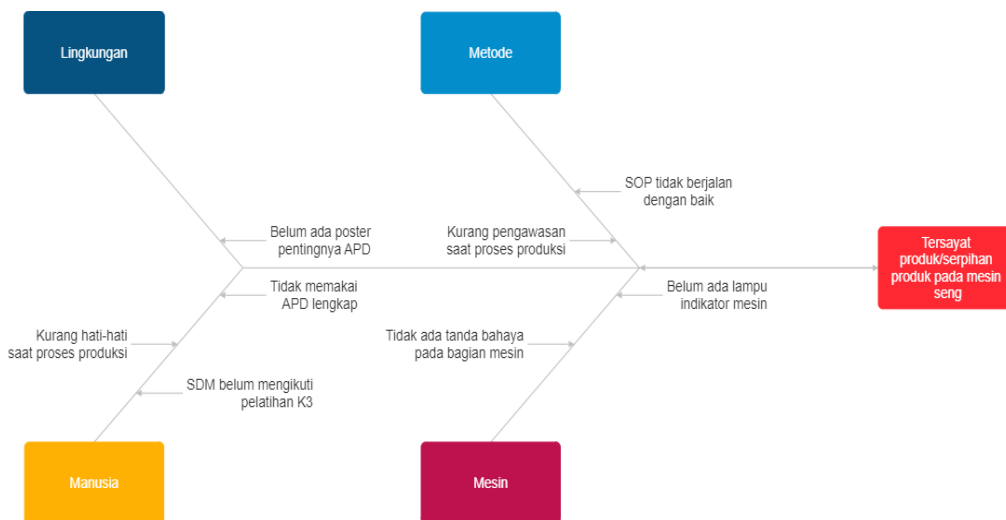 Lingkungan
Metode
SOP tidak berjalan
dengan baik
Belum ada poster
pentingnya APD
Kurang pengawasan
saat proses produksi
Tersayat
produk/serpihan
produk pada mesin
seng
Tidak memakai
APD lengkap
Belum ada lampu
indikator mesin
Kurang hati-hati
saat proses produksi
Tidak ada tanda bahaya
pada bagian mesin
SDM belum mengikuti
pelatihan K3
Manusia
Mesin